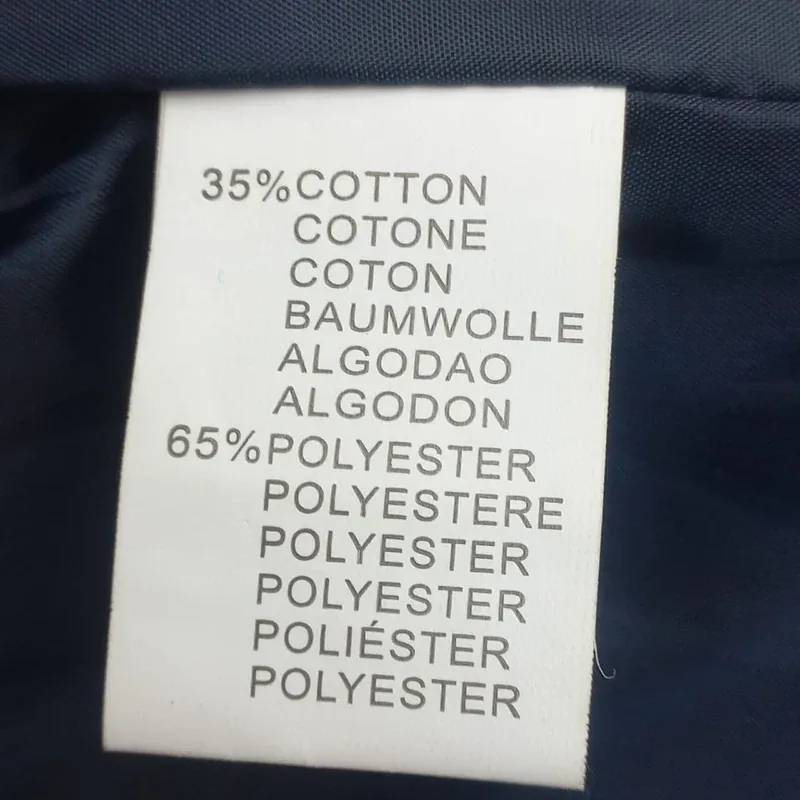 35%COTTON
COTONE
COTON
BAUMWOLLE
ALGODAO
ALGODON
65%POLYESTER
POLYESTERE
POLYESTER
POLYESTER
POLIÉSTER
POLYESTER